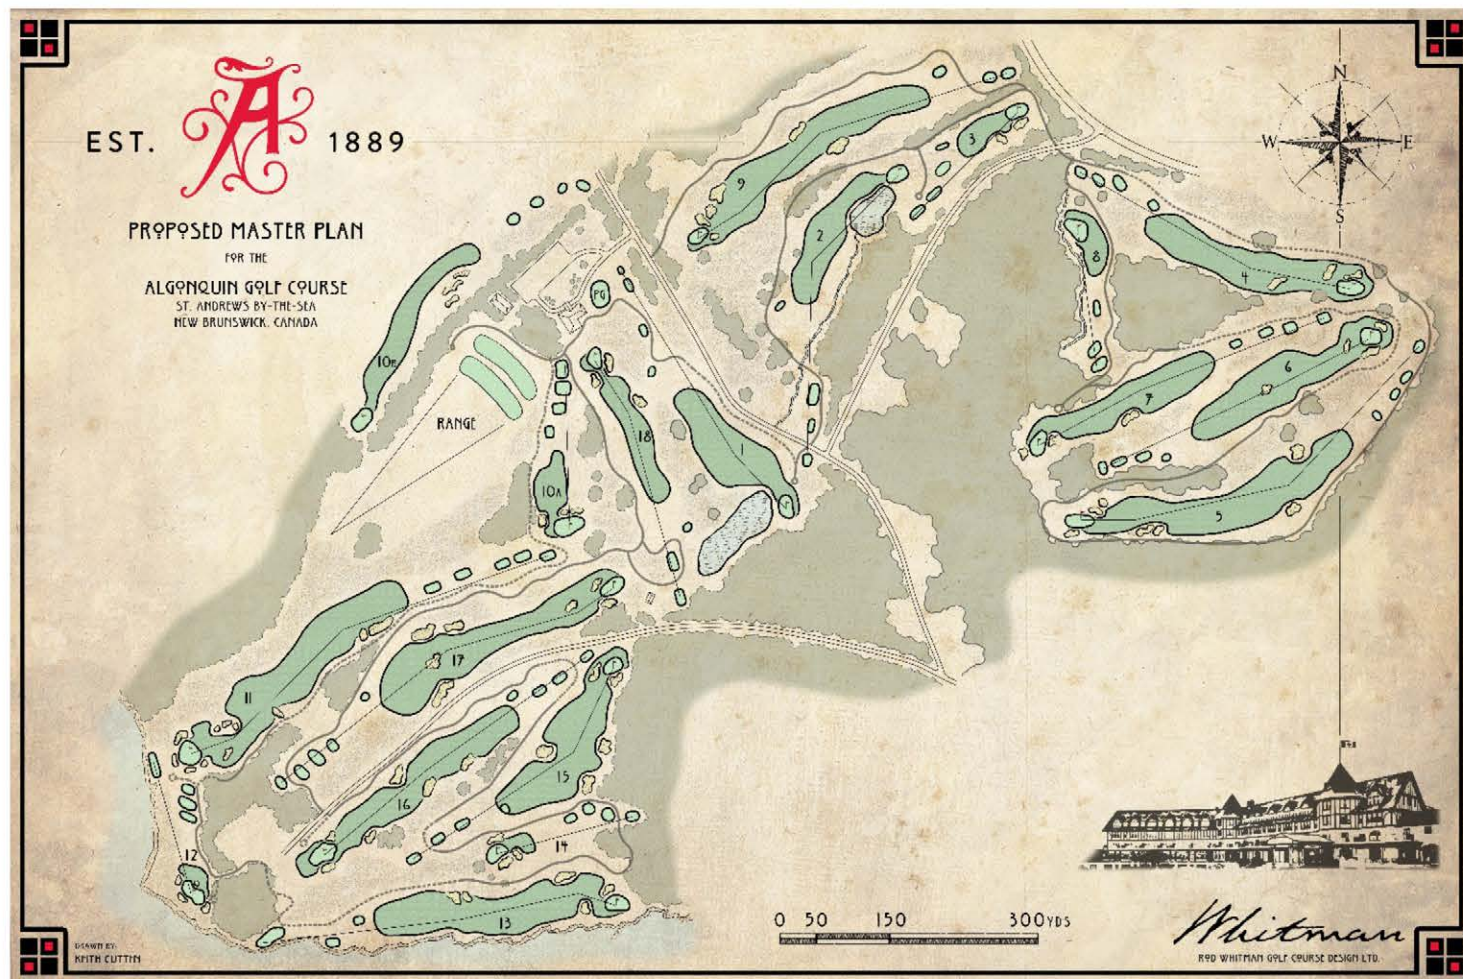 EST. A 1889
PROPOSED MASTER PLAN
FOR THE
ALGONQUIN GOLF COURSE
ST. ANDREWS BY-THE-SEA
NEW BRUNSWICK, CANADA
N
W E
S
9
3
2
8
4
10B
PG
6
7
RANGE
18
1
10A
5
17
11
15
16
12
14
13
0 50 150 300 YDS
Whitman
ROD WHITMAN GOLF COURSE DESIGN LTD.
DRAWN BY:
KEITH CUTTEN